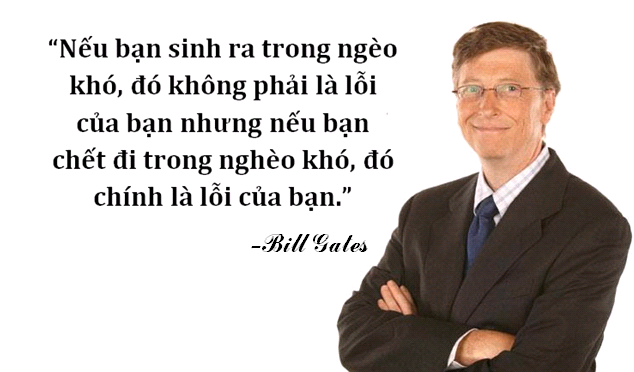 “Nếu bạn sinh ra trong ngèo
khó, đó không phải là lỗi
của bạn nhưng nếu bạn
chết đi trong nghèo khó, đó
chính là lỗi của bạn.”
-Bill Gates